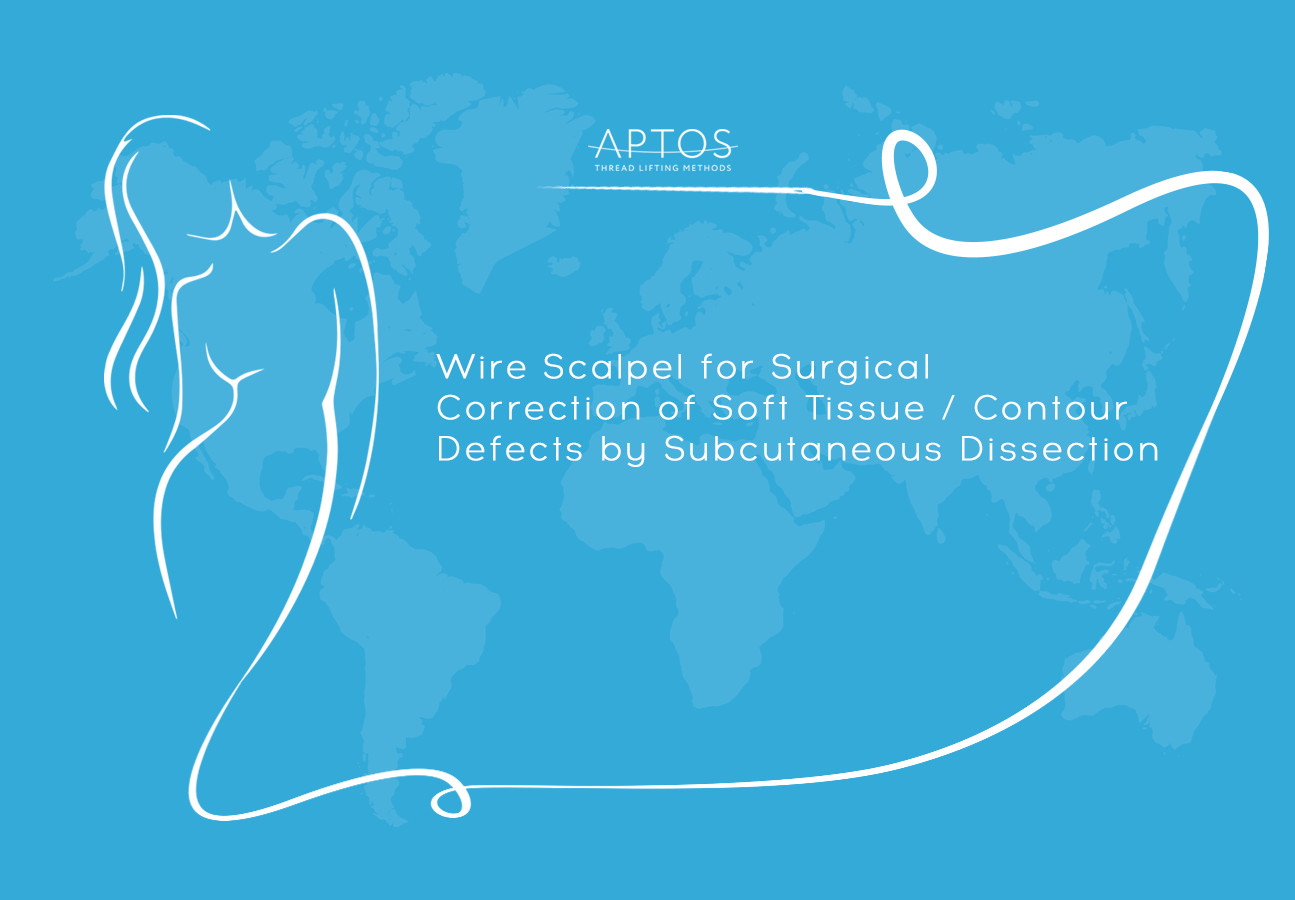 APTOS
THREAD LIFTING METHODS
Wire Scalpel for Surgical
Correction of Soft Tissue / Contour
Defects by Subcutaneous Dissection